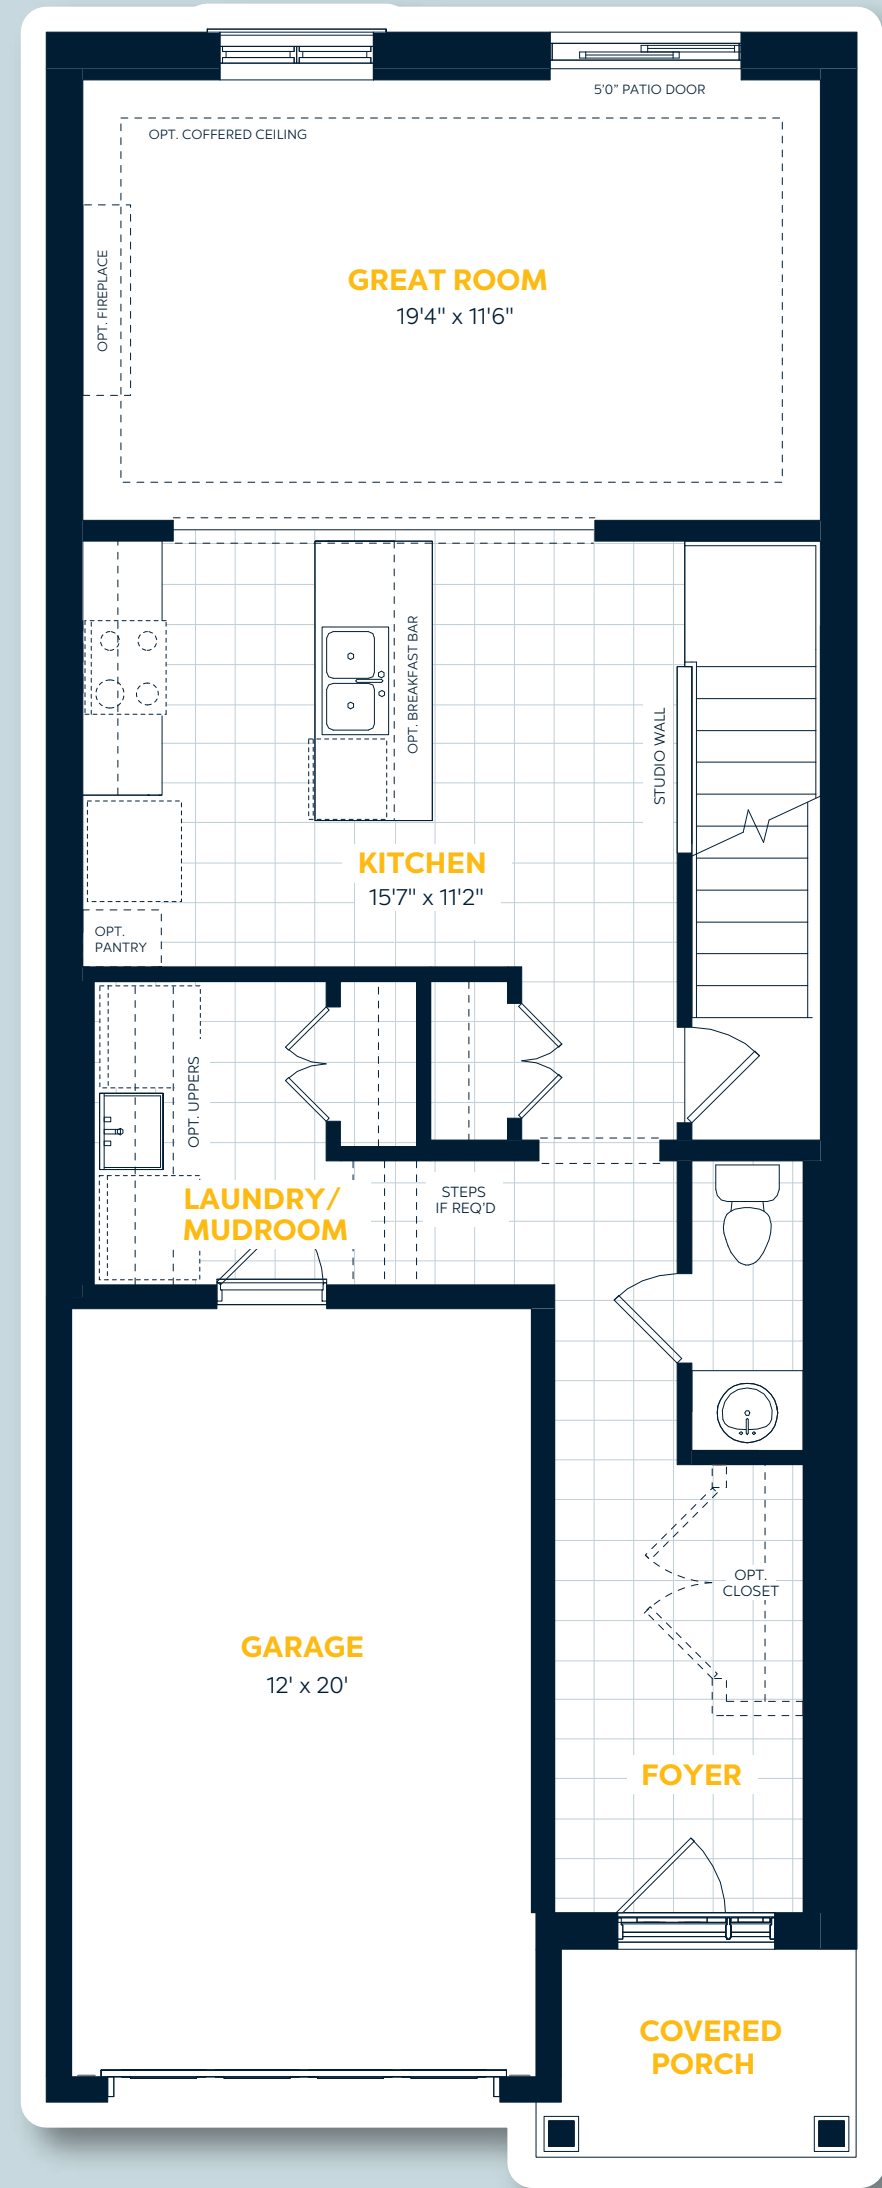 5'0” PATIO DOOR
OPT. COFFERED CEILING
OPT. FIREPLACE
GREAT ROOM
19'4" x 11'6"
OPT. BREAKFAST BAR
STUDIO WALL
KITCHEN
15'7" x 11'2"
OPT.
PANTRY
OPT. UPPERS
LAUNDRY/
MUDROOM
STEPS
IF REQ’D
OPT.
CLOSET
GARAGE
12' x 20'
FOYER
COVERED
PORCH